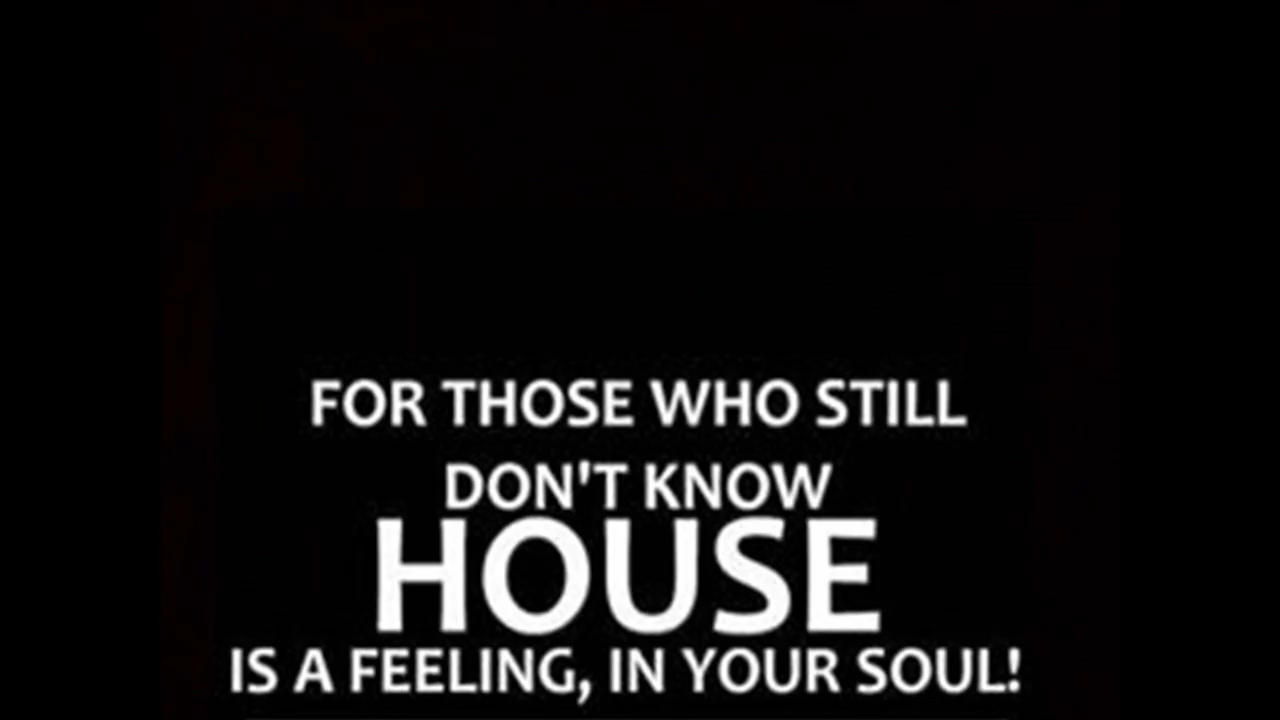 FOR THOSE WHO STILL
DON'T KNOW
HOUSE
IS A FEELING, IN YOUR SOUL!